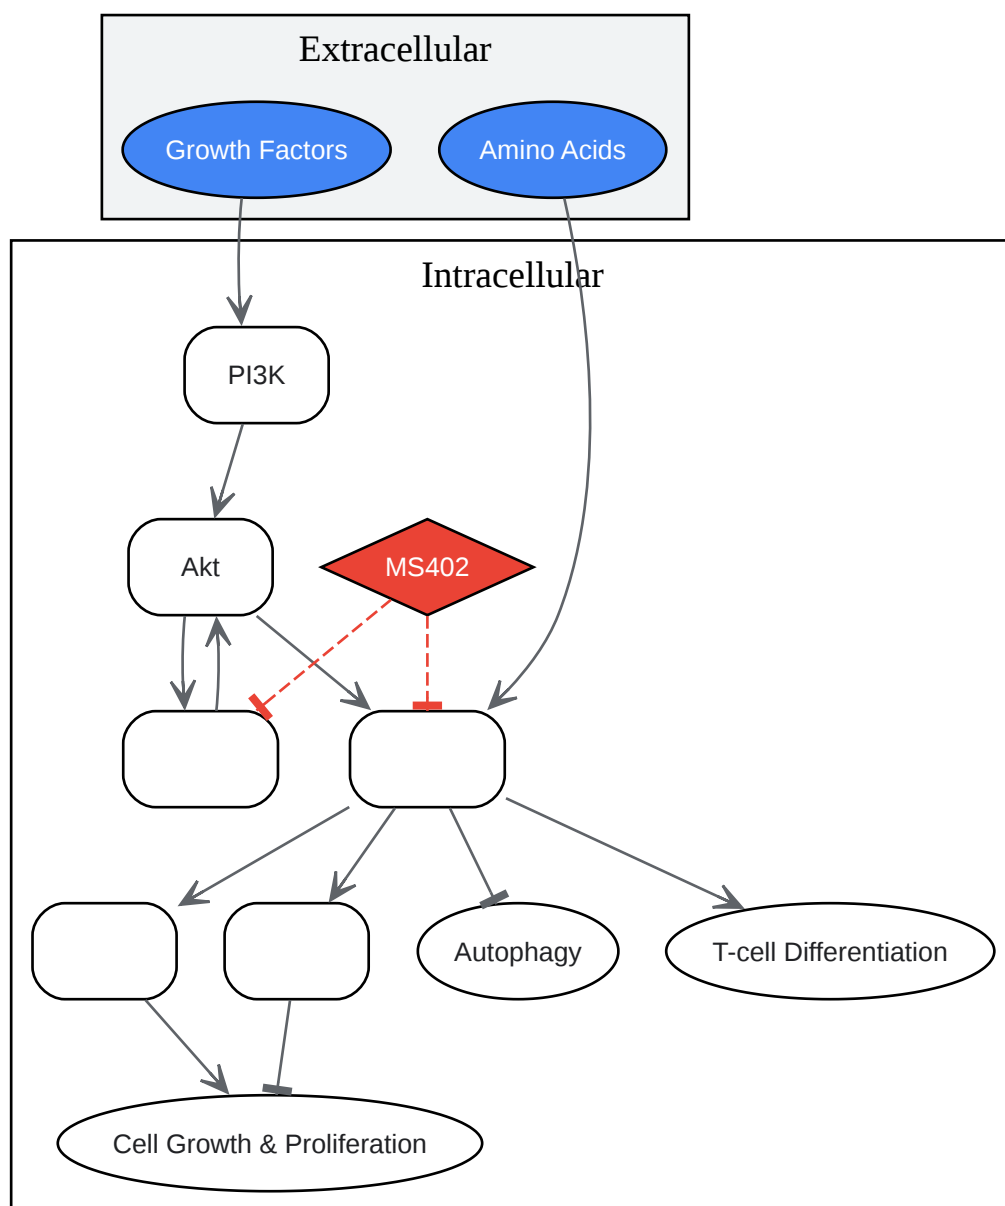 Extracellular
Growth Factors
Amino Acids
Intracellular
PI3K
Akt
MS402
Autophagy
T-cell Differentiation
Cell Growth & Proliferation